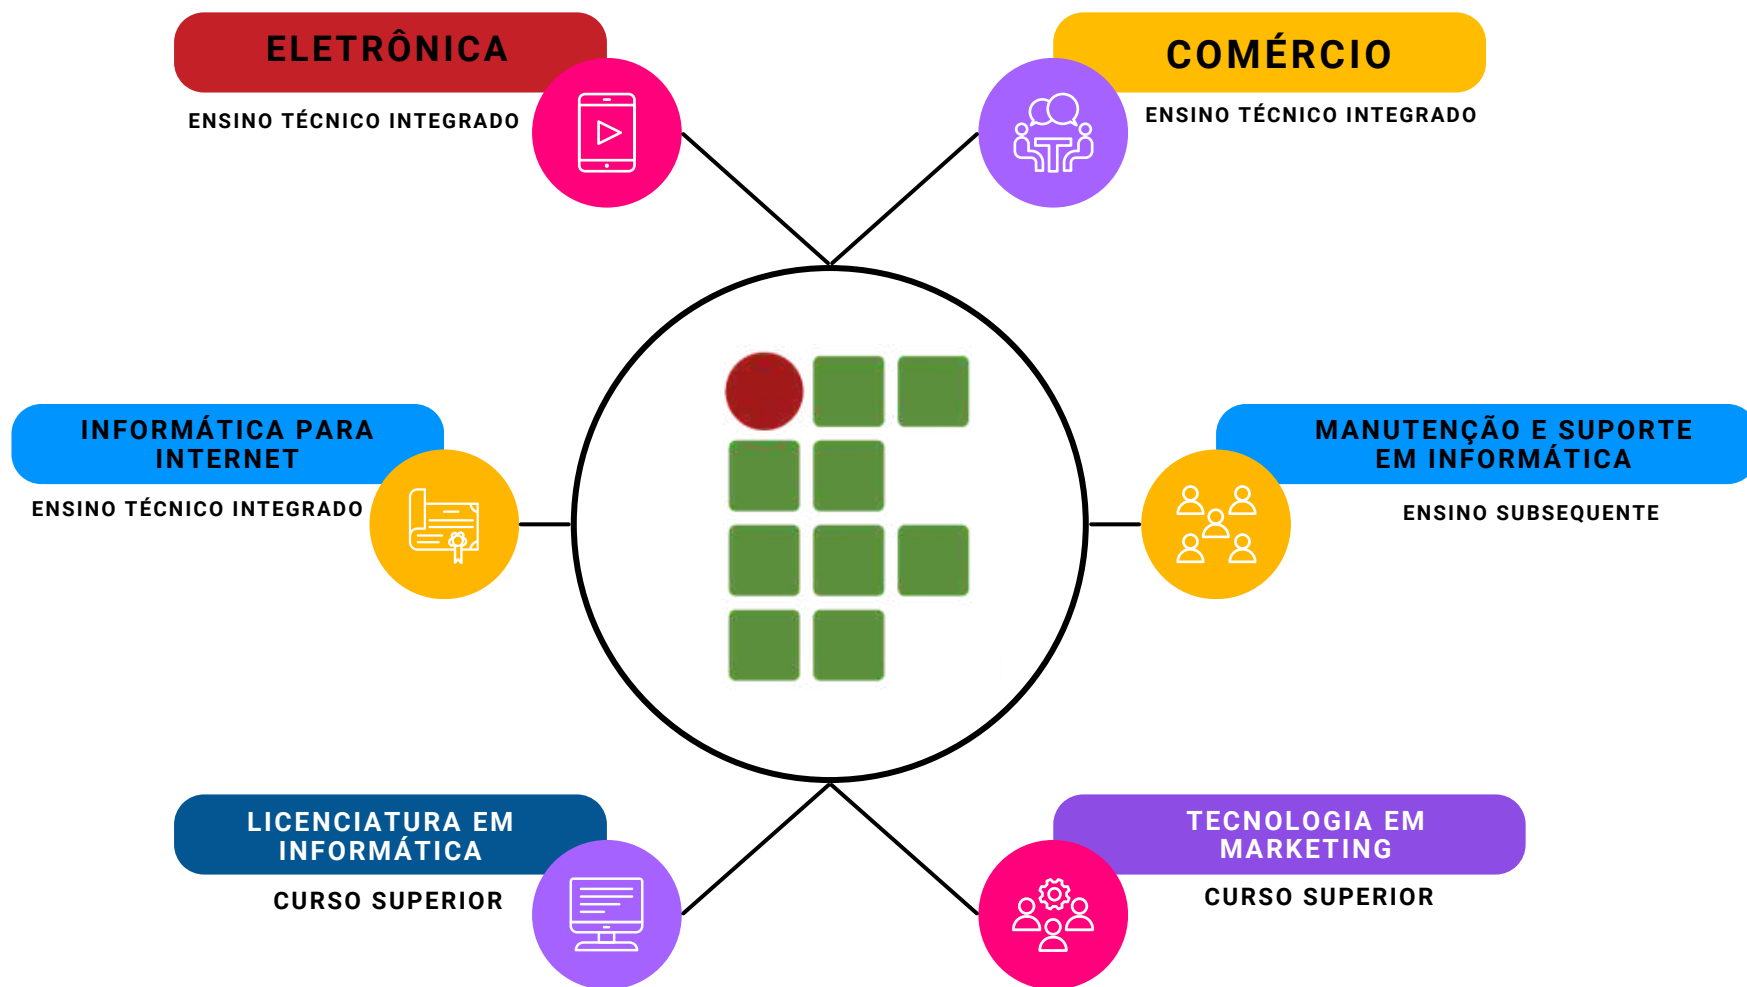 ELETRÔNICA
ENSINO TÉCNICO INTEGRADO
COMÉRCIO
ENSINO TÉCNICO INTEGRADO
INFORMÁTICA PARA
INTERNET
ENSINO TÉCNICO INTEGRADO
MANUTENÇÃO E SUPORTE
EM INFORMÁTICA
ENSINO SUBSEQUENTE
LICENCIATURA EM
INFORMÁTICA
CURSO SUPERIOR
TECNOLOGIA EM
MARKETING
CURSO SUPERIOR